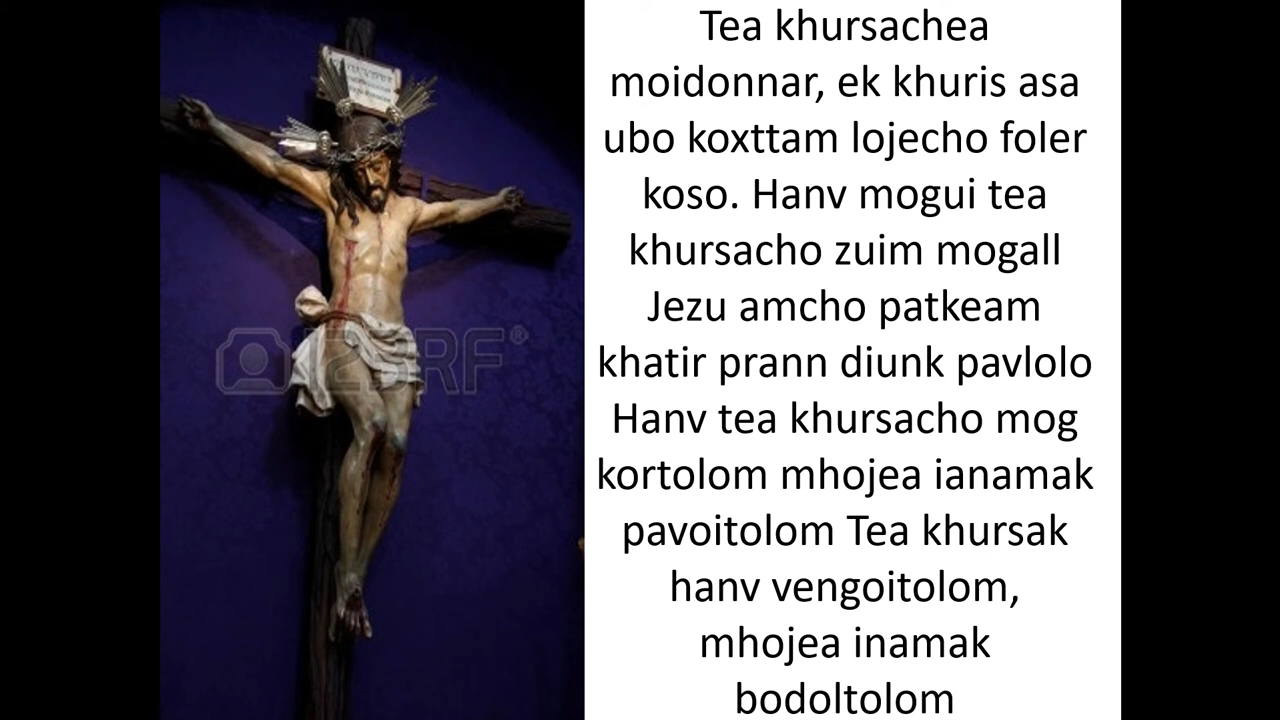 Tea khursachea
moidonnar, ek khuris asa
ubo koxttam lojecho foler
koso. Hanv mogui tea
khursacho zuim mogall
Jezu amcho patkeam
khatir prann diunk pavlolo
Hanv tea khursacho mog
kortolom mhojea ianamak
pavoitolom Tea khursak
hanv vengoitolom,
mhojea inamak
bodoltolom
123RF®